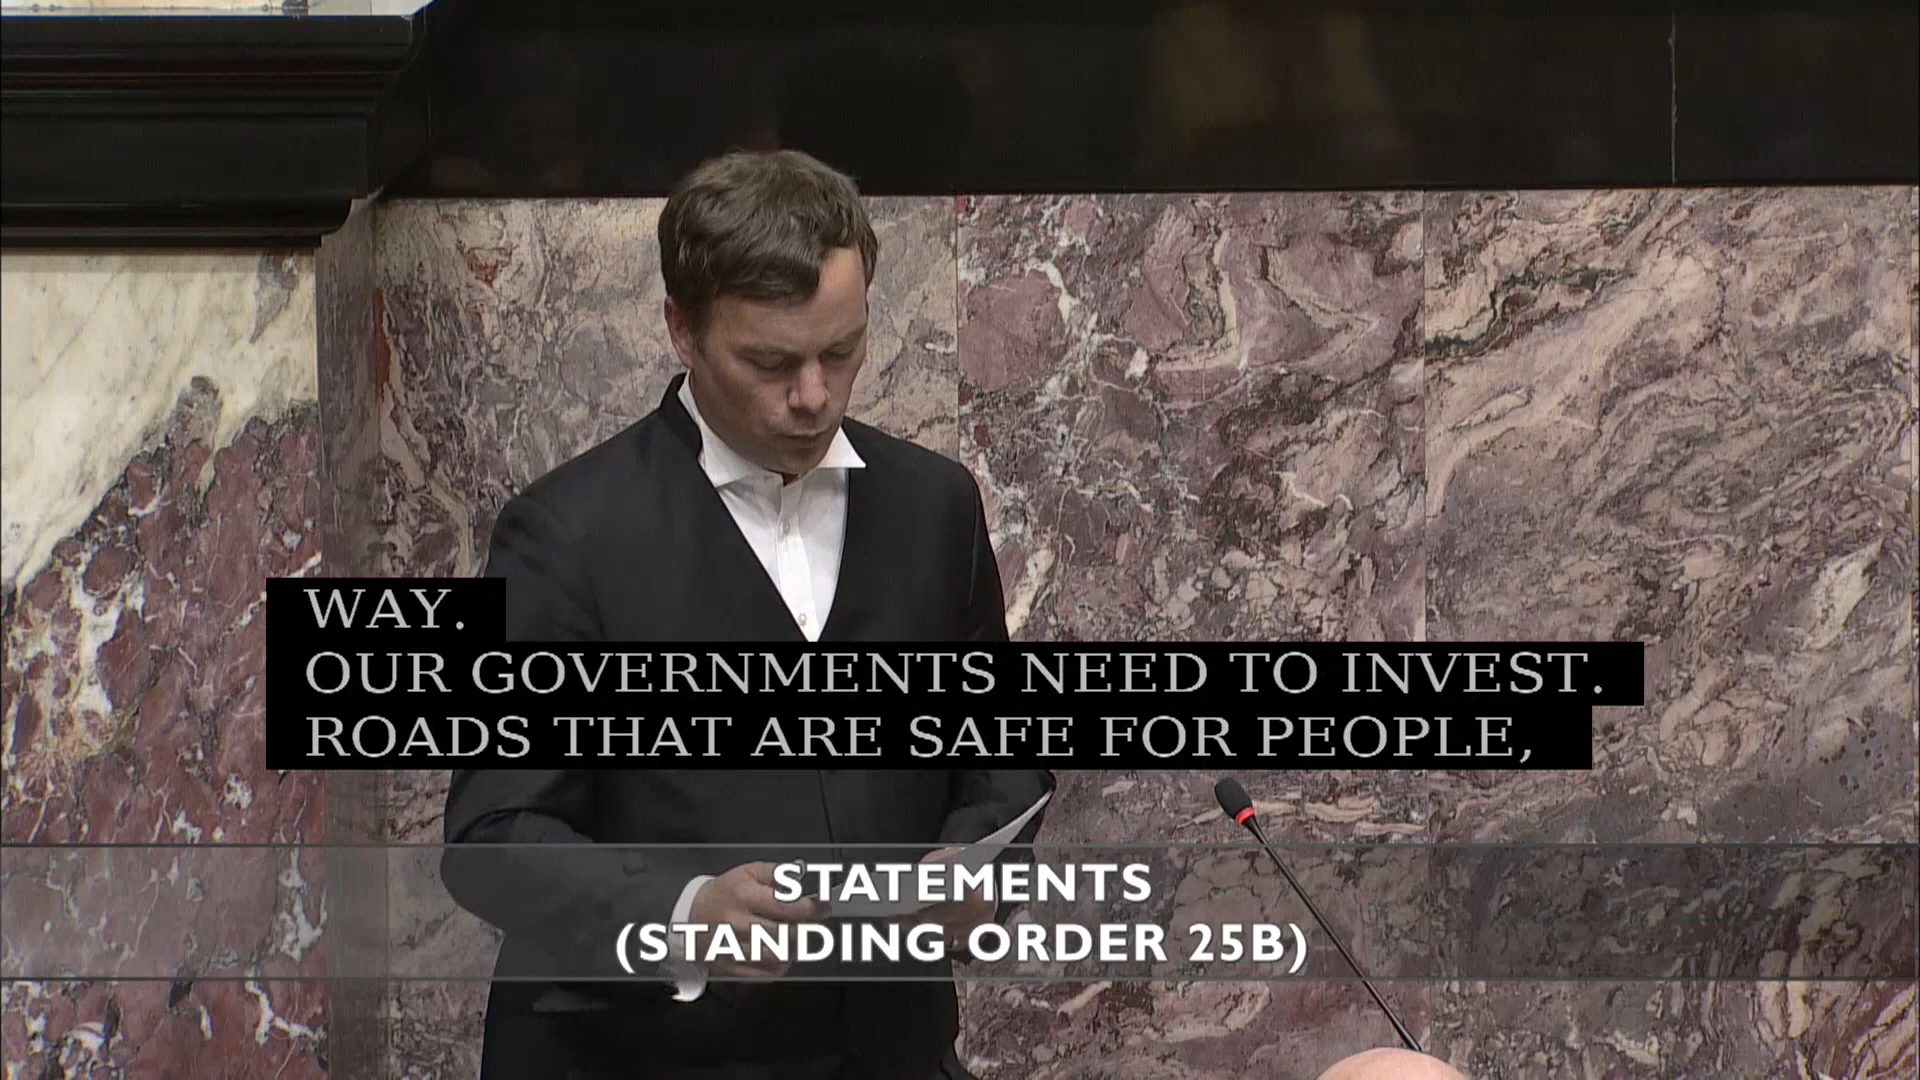 WAY.
OUR GOVERNMENTS NEED TO INVEST.
ROADS THAT ARE SAFE FOR PEOPLE,
STATEMENTS
(STANDING ORDER 25B)